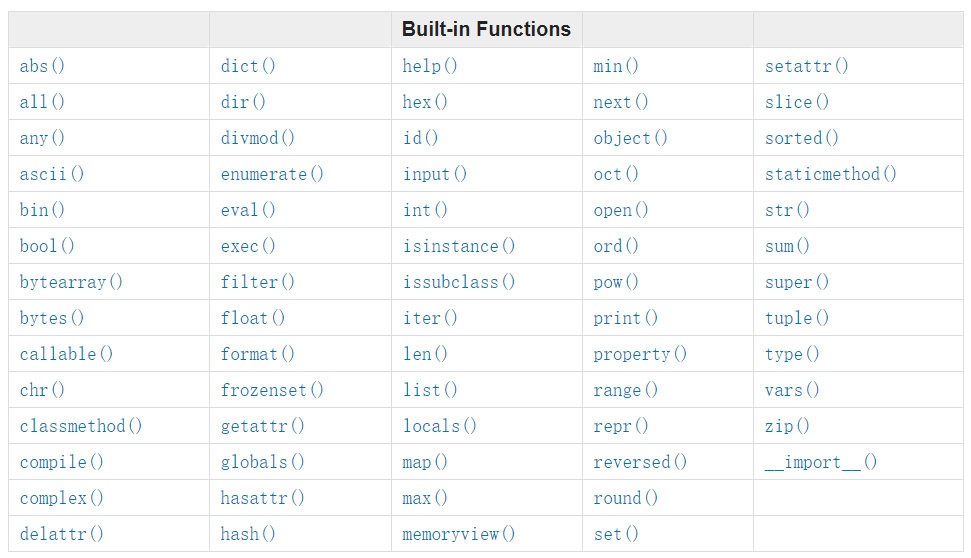 Built-in Functions
abs() dict() help() min() setattr()
all() dir() hex() next() slice()
any() divmod() id() object() sorted()
ascii() enumerate() input() oct() staticmethod()
bin() eval() int() open() str()
bool() exec() isinstance() ord() sum()
bytearray() filter() issubclass() pow() super()
bytes() float() iter() print() tuple()
callable() format() len() property() type()
chr() frozenset() list() range() vars()
classmethod() getattr() locals() repr() zip()
compile() globals() map() reversed() __import__()
complex() hasattr() max() round()
delattr() hash() memoryview() set()